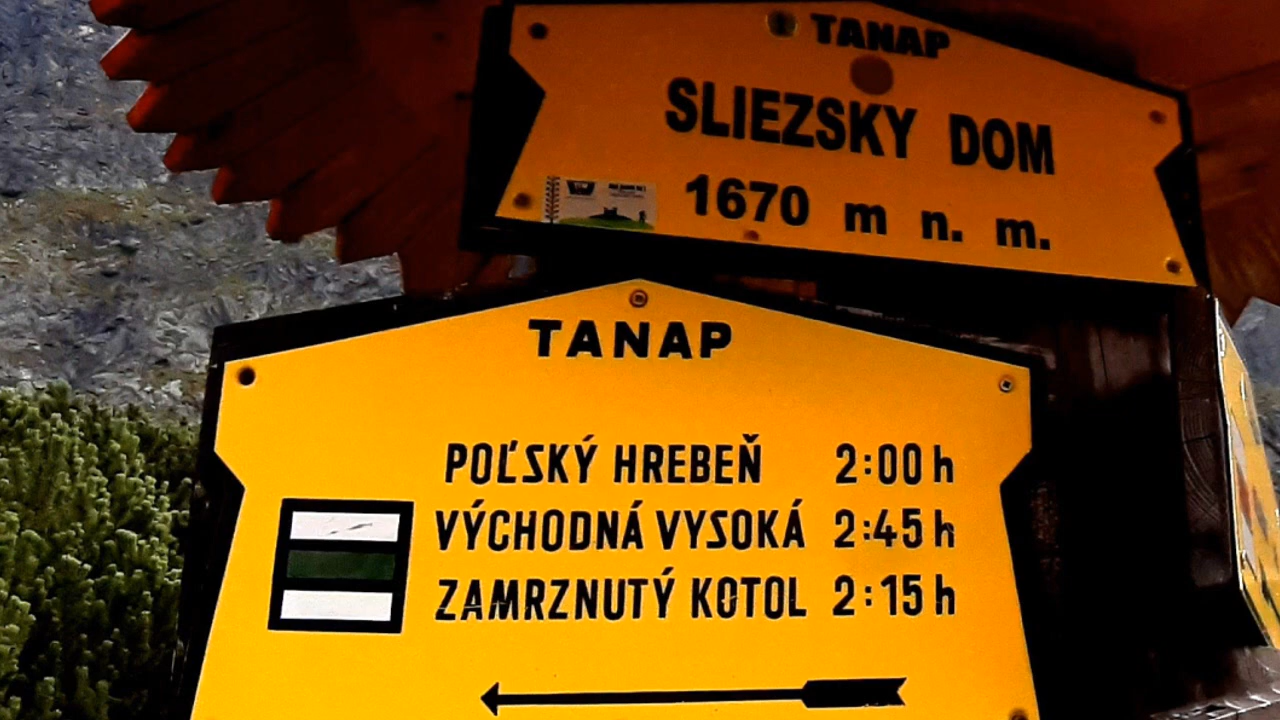 TANAP
SLIEZSKY DOM
1670 m n. m.
TANAP
POĽSKÝ HREBEŇ 2:00 h
VÝCHODNÁ VYSOKÁ 2:45 h
ZAMRZNUTÝ KOTOL 2:15 h